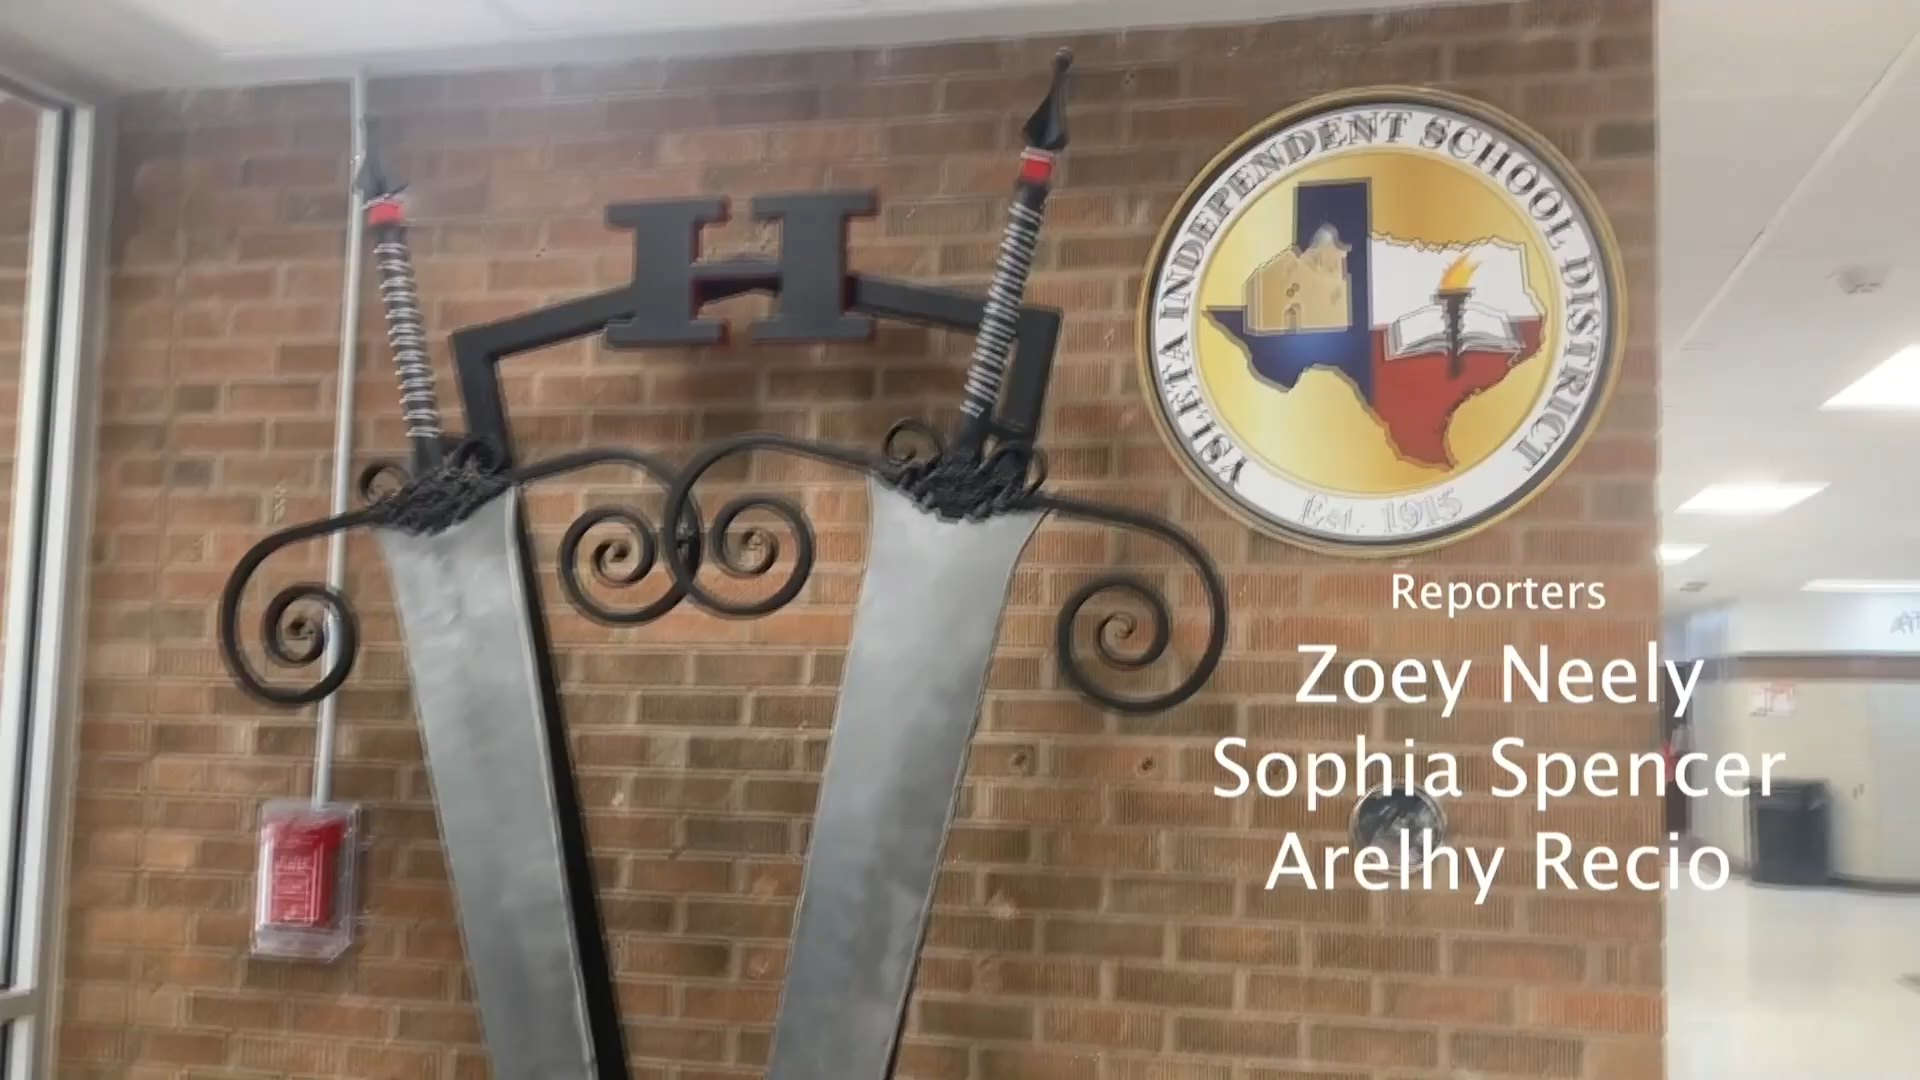 H
YSLETA INDEPENDENT SCHOOL DISTRICT
Est. 1915
Reporters
Zoey Neely
Sophia Spencer
Arelhy Recio